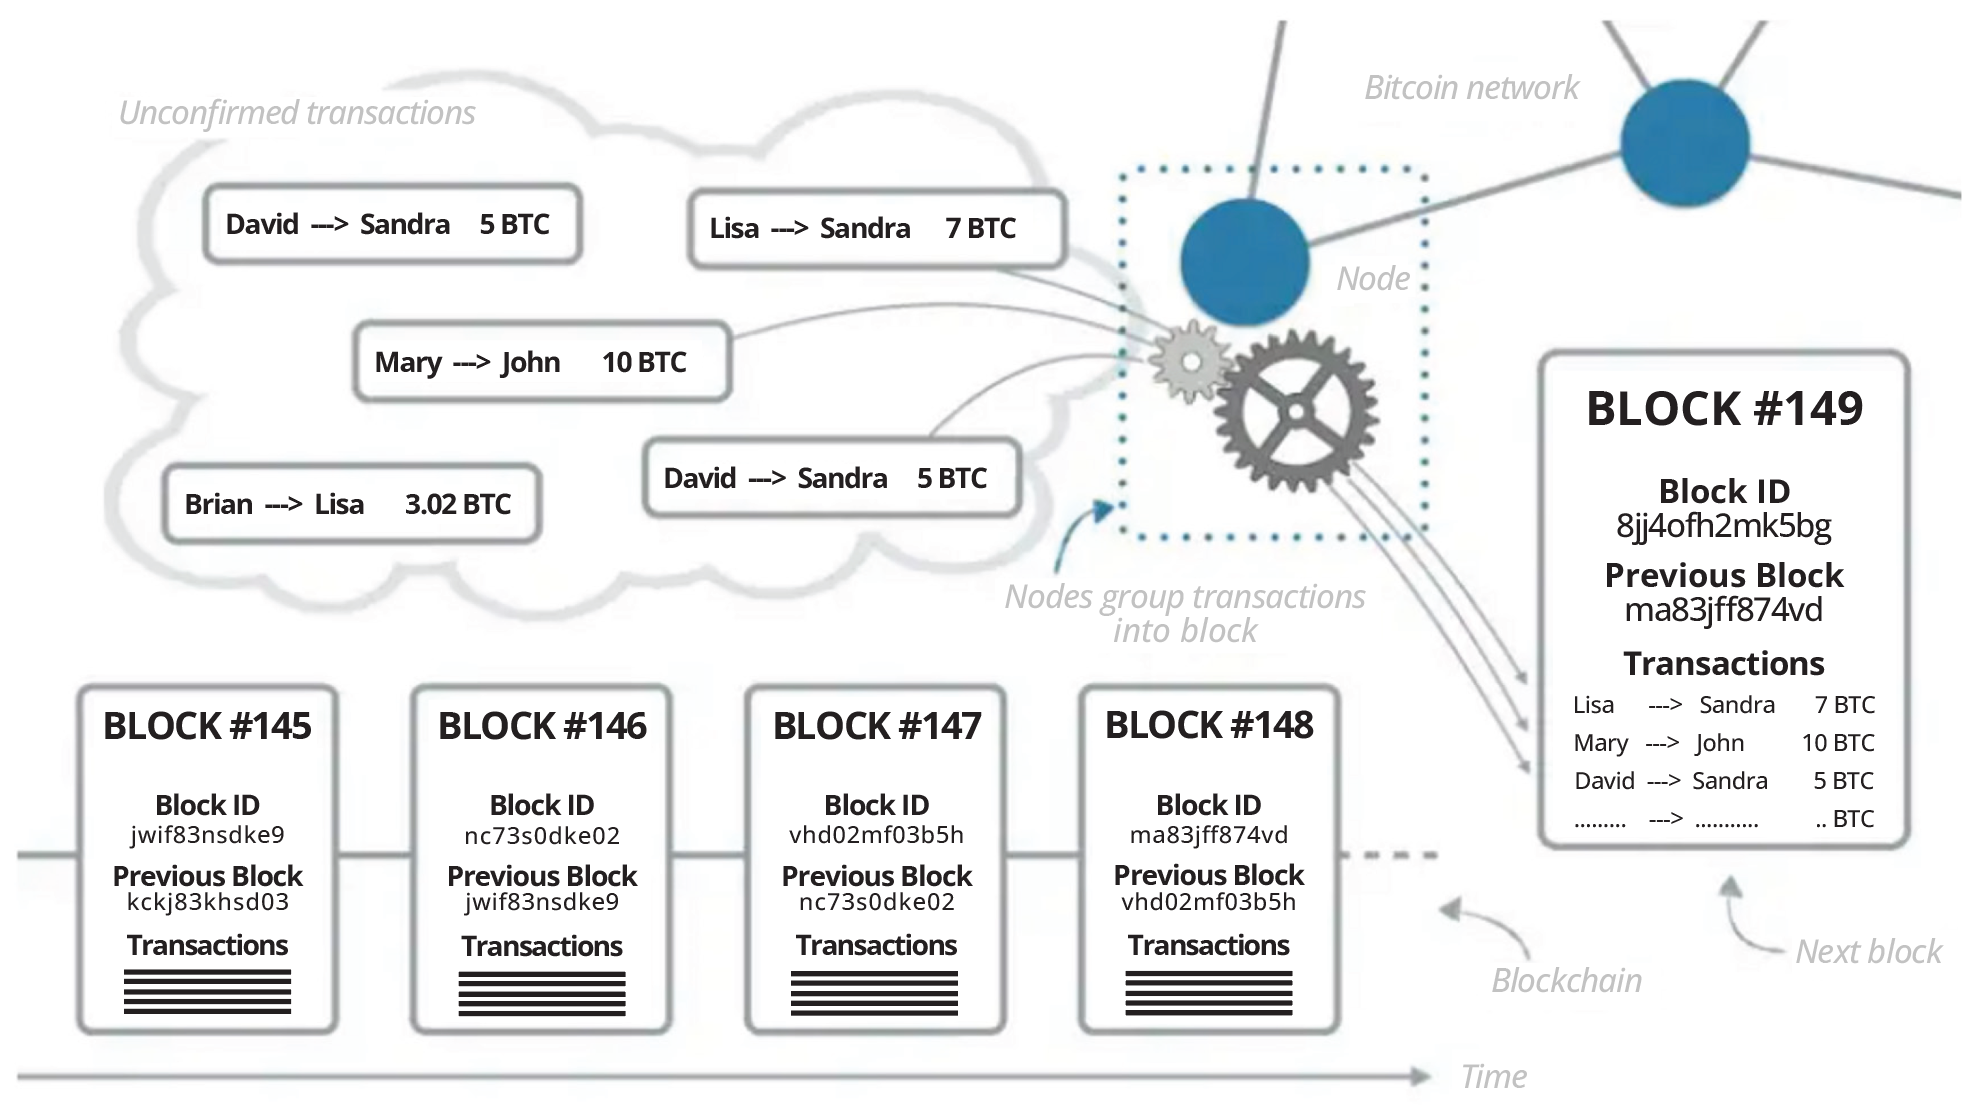 Unconfirmed transactions
Bitcoin network
David ---> Sandra 5 BTC
Lisa ---> Sandra 7 BTC
Node
Mary ---> John 10 BTC
Brian ---> Lisa 3.02 BTC
David ---> Sandra 5 BTC
Nodes group transactions
into block
BLOCK #149
Block ID
8jj4ofh2mk5bg
Previous Block
ma83jff874vd
Transactions
Lisa ---> Sandra 7 BTC
Mary ---> John 10 BTC
David ---> Sandra 5 BTC
......... ---> ........... .. BTC
BLOCK #145
Block ID
jwif83nsdke9
Previous Block
kckj83khsd03
Transactions
BLOCK #146
Block ID
nc73s0dke02
Previous Block
jwif83nsdke9
Transactions
BLOCK #147
Block ID
vhd02mf03b5h
Previous Block
nc73s0dke02
Transactions
BLOCK #148
Block ID
ma83jff874vd
Previous Block
vhd02mf03b5h
Transactions
Blockchain
Next block
Time